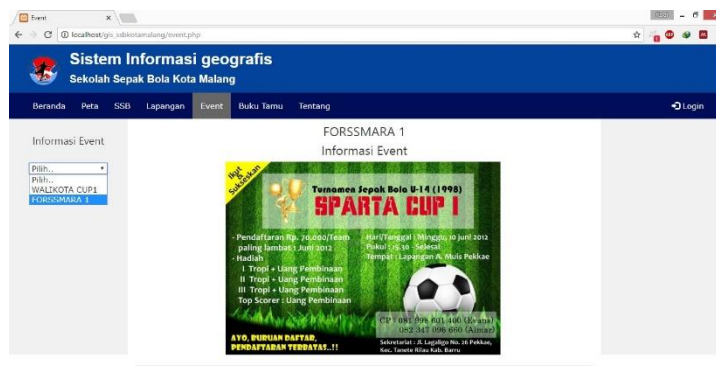 Event
localhost/gis_ssbkotamalang/event.php
Sistem Informasi geografis
Sekolah Sepak Bola Kota Malang
Beranda Peta SSB Lapangan Event Buku Tamu Tentang Login
FORSSMARA 1
Informasi Event
Informasi Event
Pilih..
Pilih..
WALIKOTA CUP1
FORSSMARA 1
Ikut & Sukseskan
Turnamen Sepak Bola U-14 (1998)
SPARTA CUP I
- Pendaftaran Rp. 70.000/Team
paling lambat 1 Juni 2012
- Hadiah
I Tropi + Uang Pembinaan
II Tropi + Uang Pembinaan
III Tropi + Uang Pembinaan
Top Scorer : Uang Pembinaan
Hari/Tanggal : Minggu, 10 juni 2012
Pukul : 15.30 - Selesai
Tempat : Lapangan A. Muis Pekkae
CP : 081 998 601 400 (Evana)
082 347 096 660 (Almaz)
AYO, BURUAN DAFTAR,
PENDAFTARAN TERBATAS..!!
Sekretariat : Jl. Lagaligo No. 26 Pekkae,
Kec. Tanete Rilau Kab. Barru